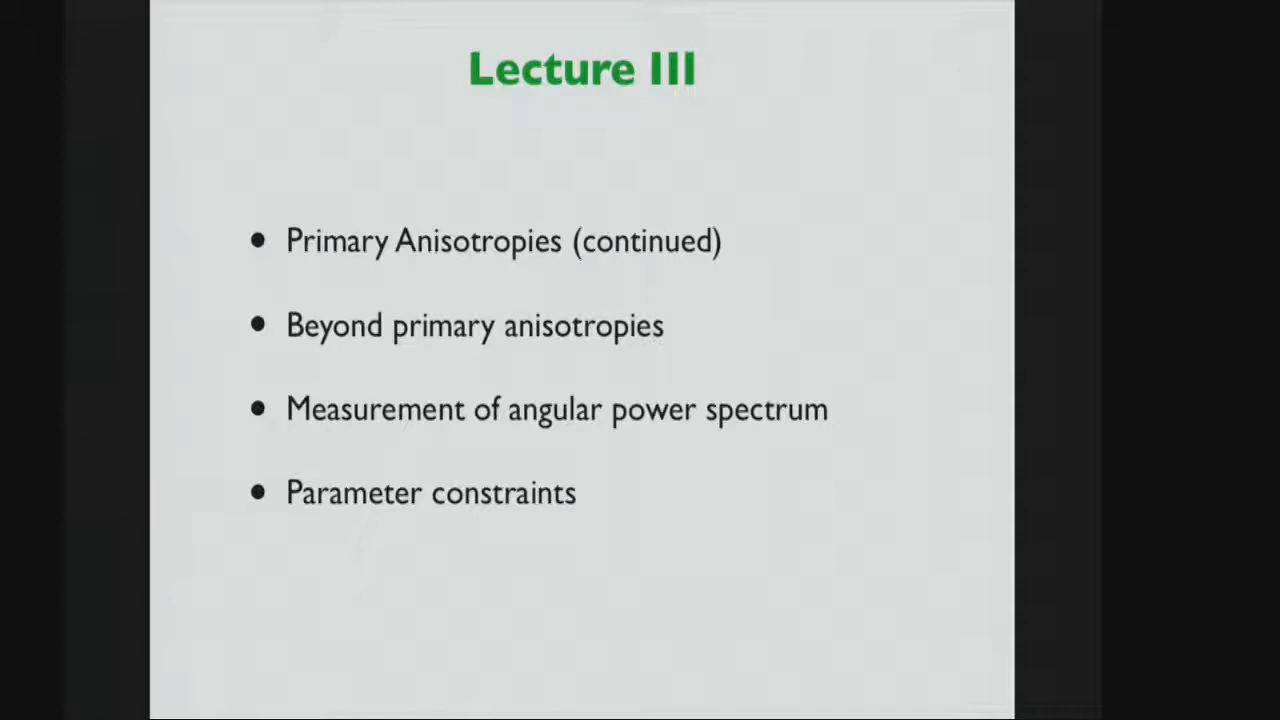 Lecture III
• Primary Anisotropies (continued)
• Beyond primary anisotropies
• Measurement of angular power spectrum
• Parameter constraints